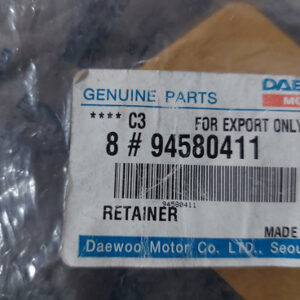 DAE
GENUINE PARTS
MO
**** C3 FOR EXPORT ONLY
8 # 94580411
94580411
RETAINER
MADE
Daewoo Motor Co. LTD., Seou